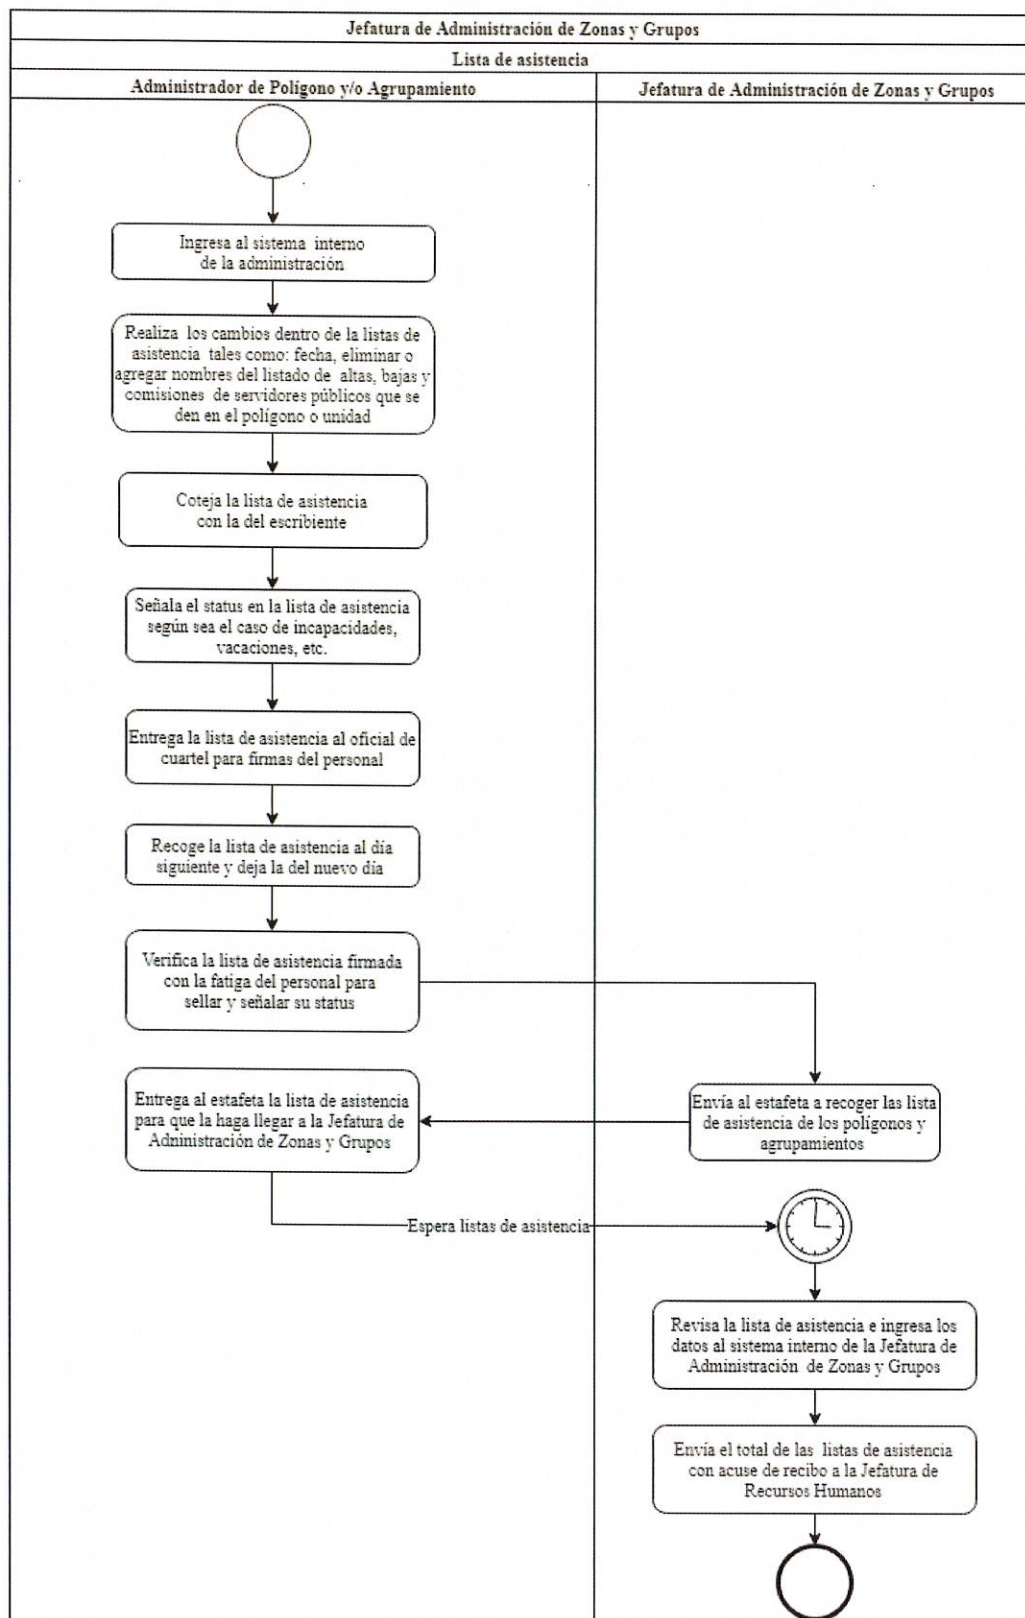 Jefatura de Administración de Zonas y Grupos
Lista de asistencia
Administrador de Polígono y/o Agrupamiento
Jefatura de Administración de Zonas y Grupos
Ingresa al sistema interno
de la administración
Realiza los cambios dentro de la listas de
asistencia tales como: fecha, eliminar o
agregar nombres del listado de altas, bajas y
comisiones de servidores públicos que se
den en el polígono o unidad
Coteja la lista de asistencia
con la del escribiente
Señala el status en la lista de asistencia
según sea el caso de incapacidades,
vacaciones, etc.
Entrega la lista de asistencia al oficial de
cuartel para firmas del personal
Recoge la lista de asistencia al día
siguiente y deja la del nuevo día
Verifica la lista de asistencia firmada
con la fatiga del personal para
sellar y señalar su status
Envía al estafeta a recoger las lista
de asistencia de los polígonos y
agrupamientos
Entrega al estafeta la lista de asistencia
para que la haga llegar a la Jefatura de
Adninistración de Zonas y Grupos
Espera listas de asistencia
Revisa la lista de asistencia e ingresa los
datos al sistema interno de la Jefatura de
Administración de Zonas y Grupos
Envía el total de las listas de asistencia
con acuse de recibo a la Jefatura de
Recursos Humanos